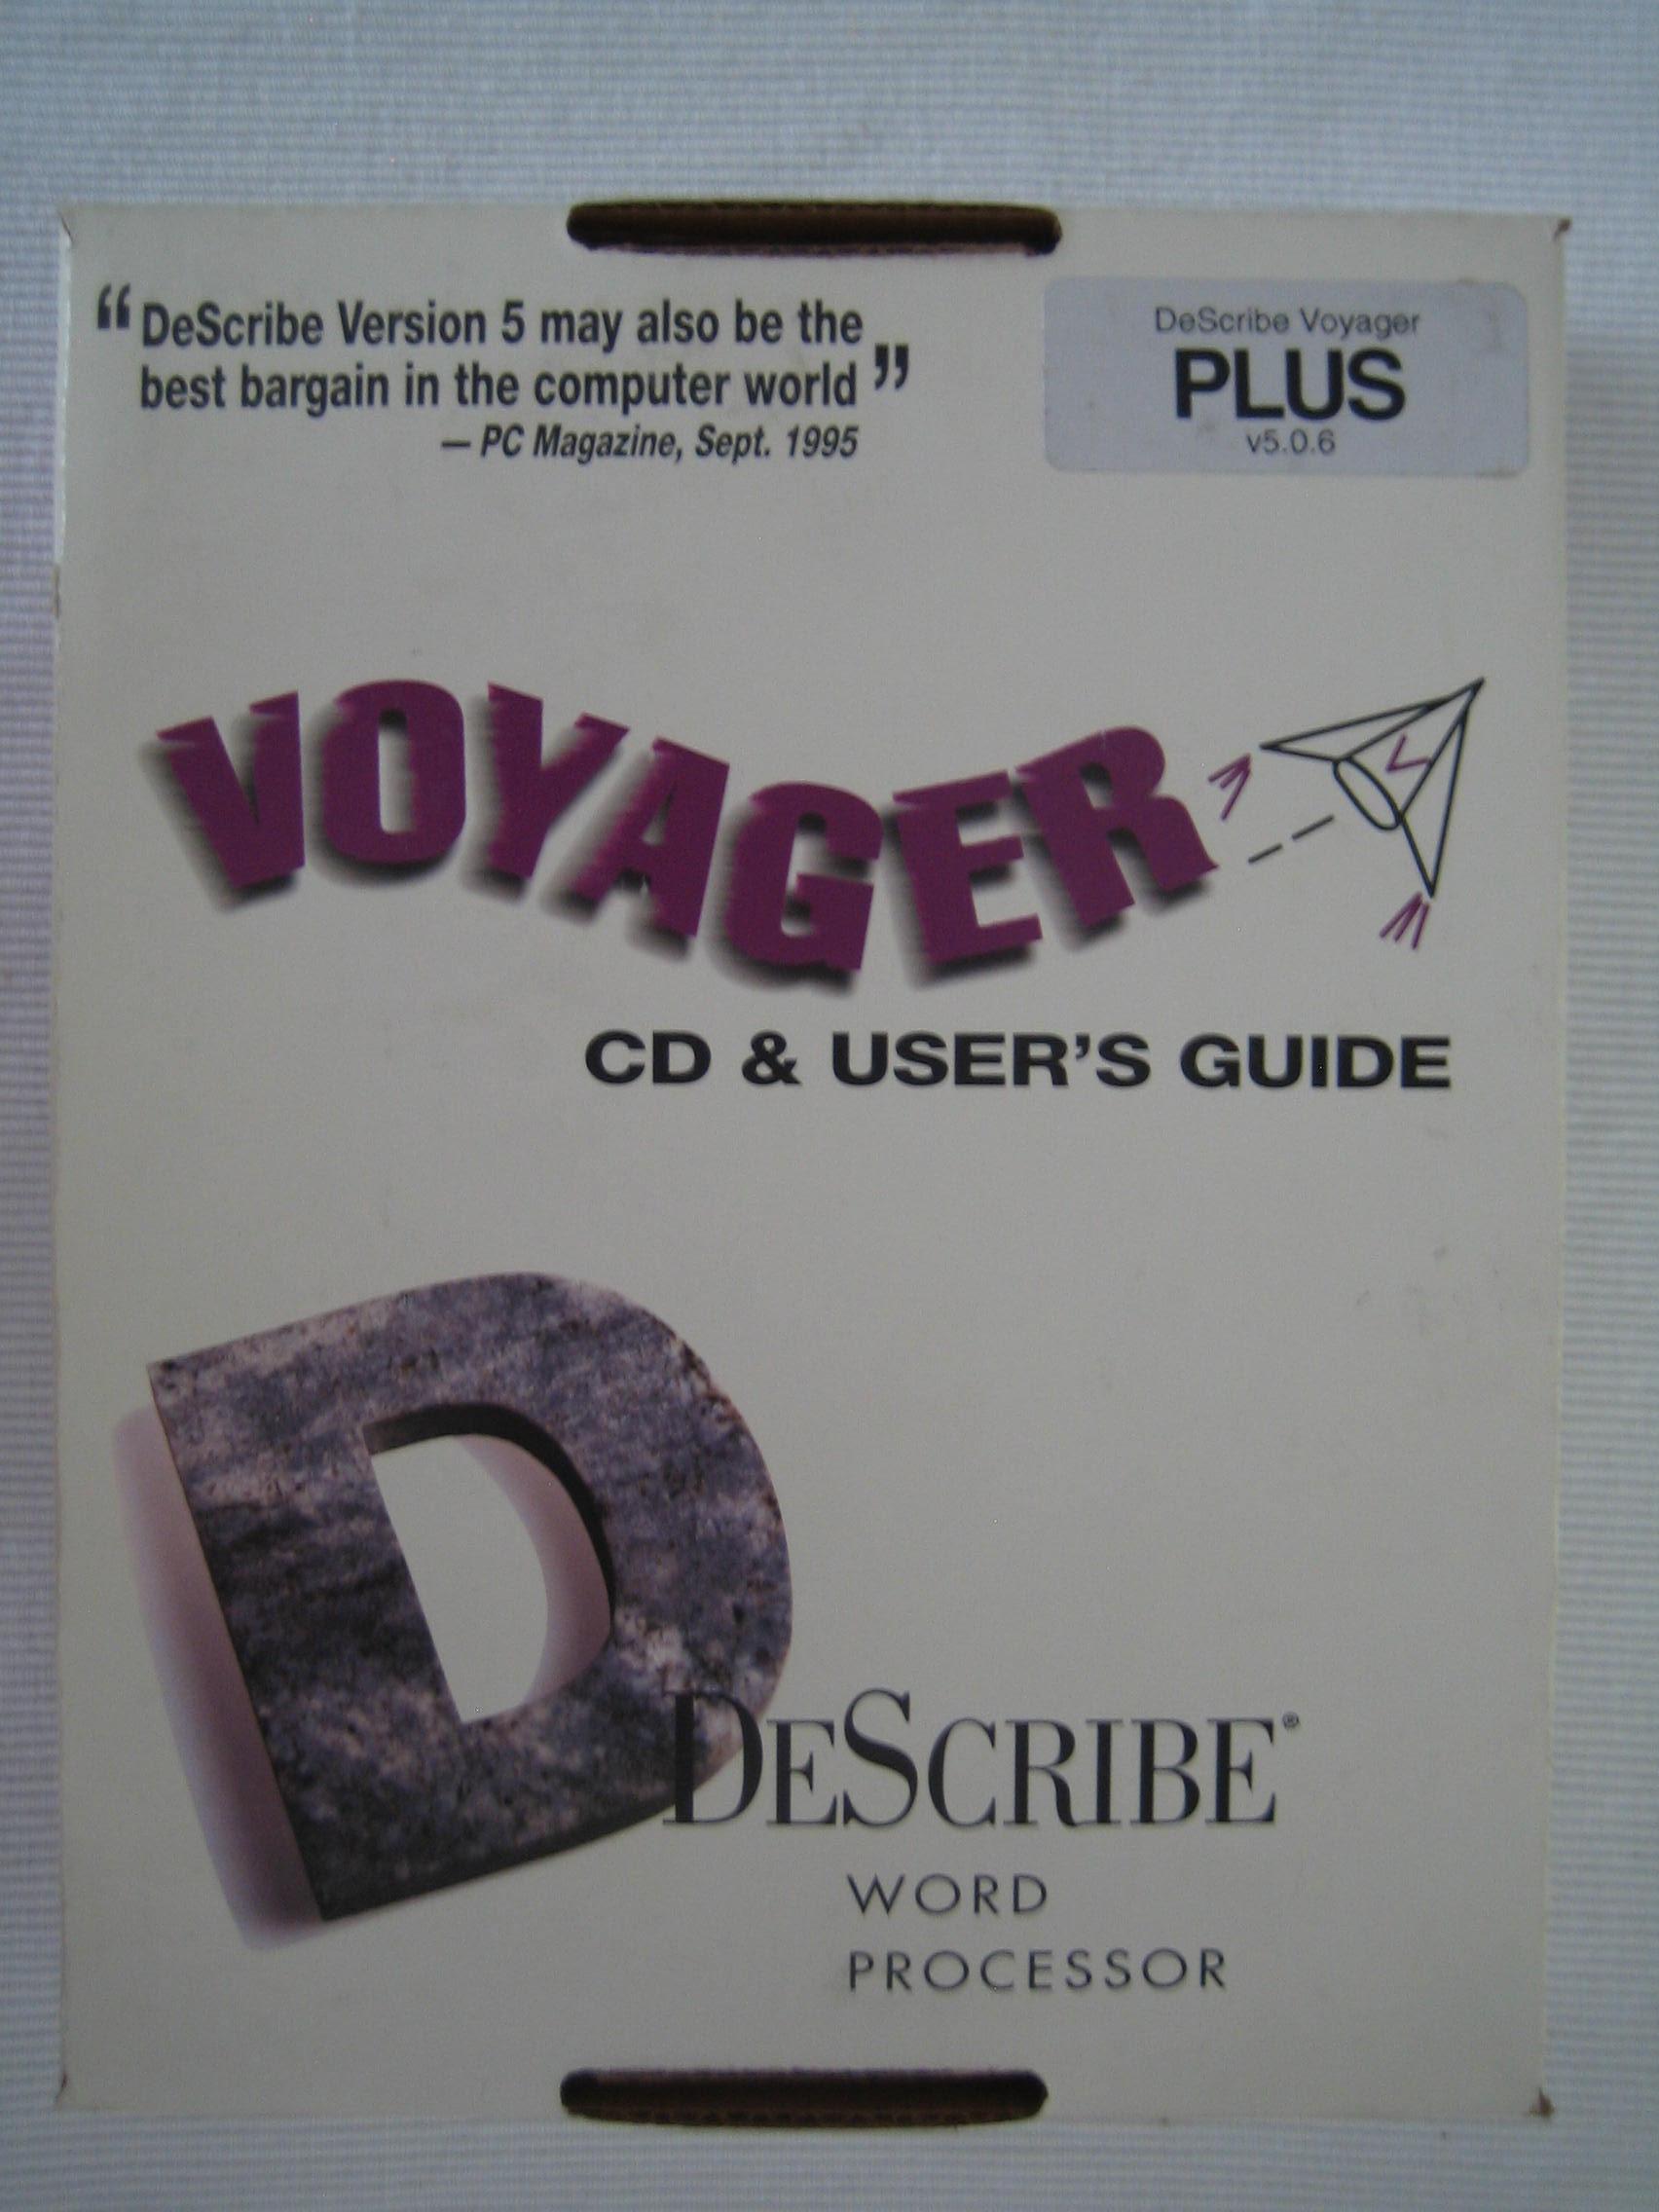 “DeScribe Version 5 may also be the
best bargain in the computer world”
— PC Magazine, Sept. 1995
DeScribe Voyager
PLUS
v5.0.6
VOYAGER
CD & USER’S GUIDE
D
DESCRIBE®
WORD
PROCESSOR